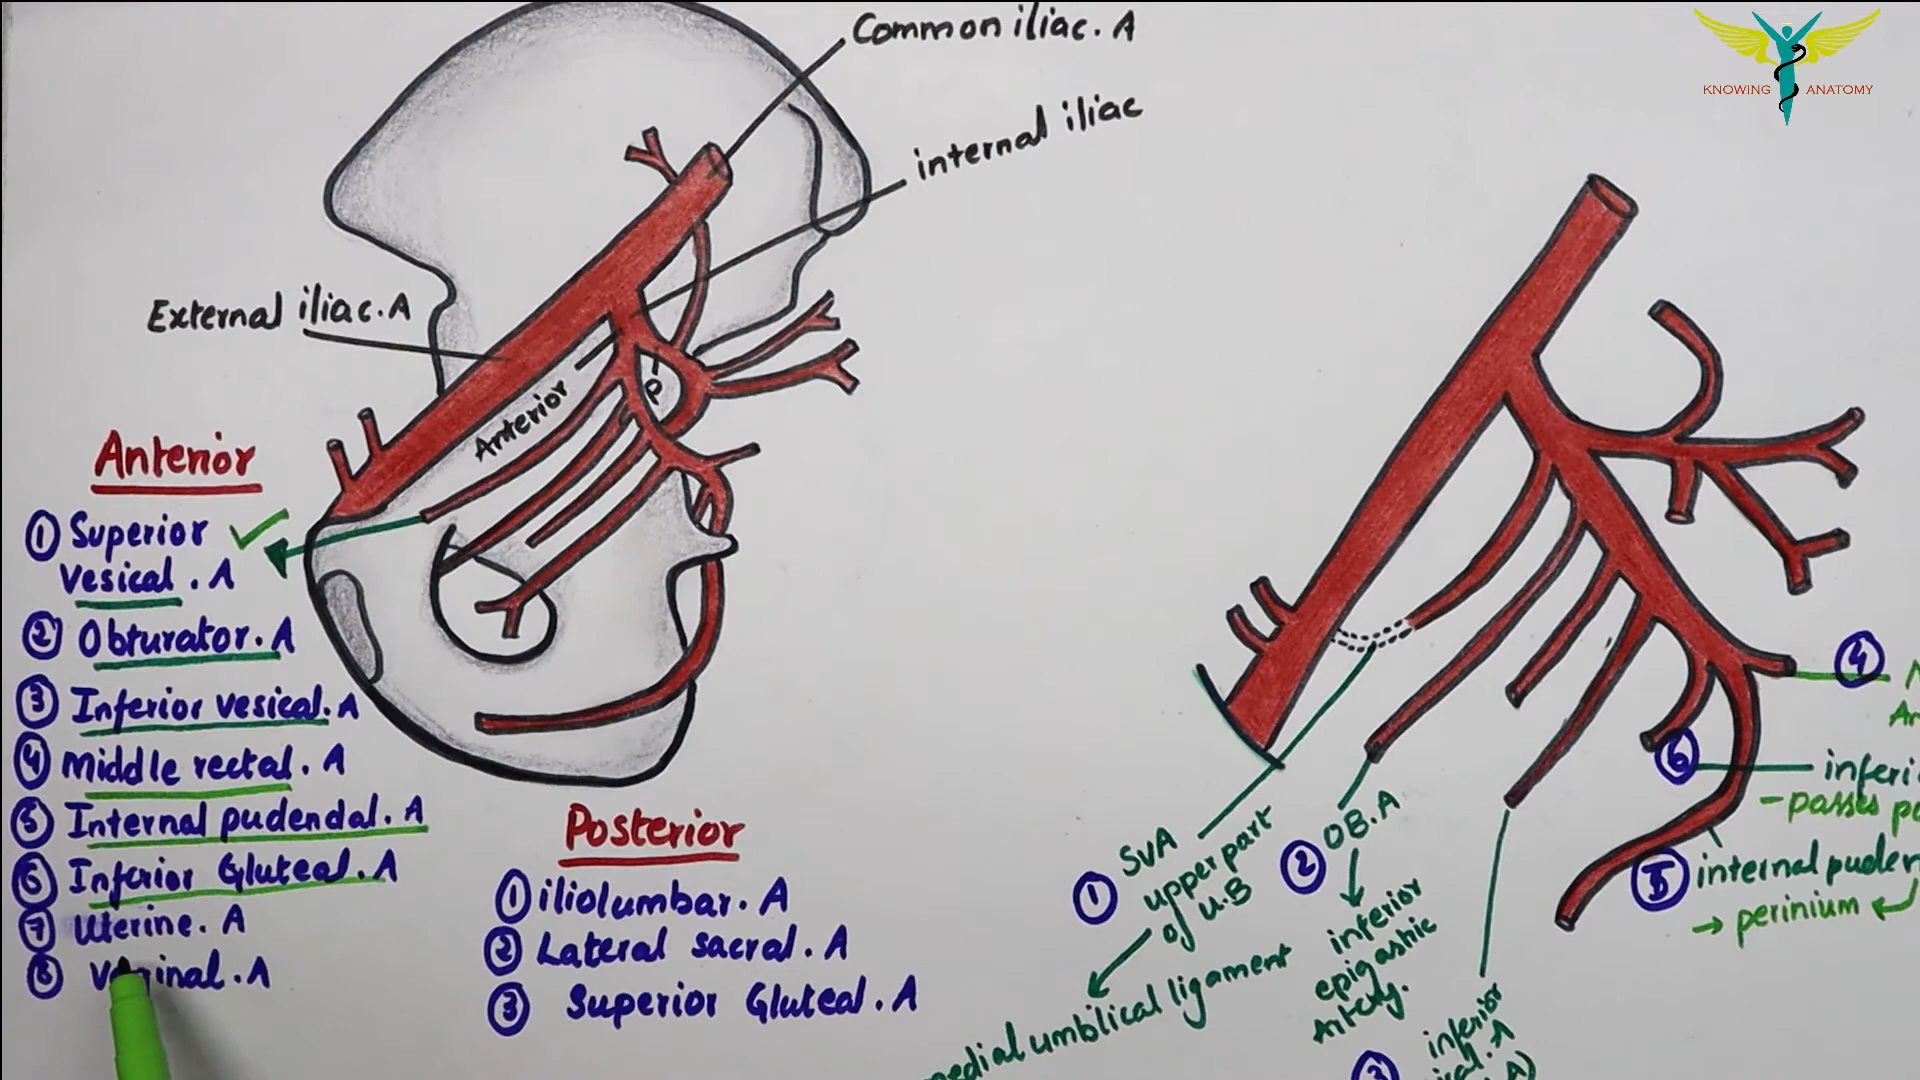 Common iliac. A
KNOWING ANATOMY
internal iliac
External iliac. A
Anterior
P
Anterior
1 Superior
Vesical . A
2 Obturator. A
3 Inferior vesical. A
4 Middle rectal. A
5 Internal pudendal. A
6 Inferior Gluteal. A
7 Uterine. A
8
Posterior
1 iliolumbar. A
2 Lateral sacral. A
3 Superior Gluteal. A
1 SVA
upper part
of U.B
medial umbilical ligament
2 OB.A
inferior
epigastric
Artery.
3 inferior
4
6 inferi
- passes
5 internal puden
→ perinium